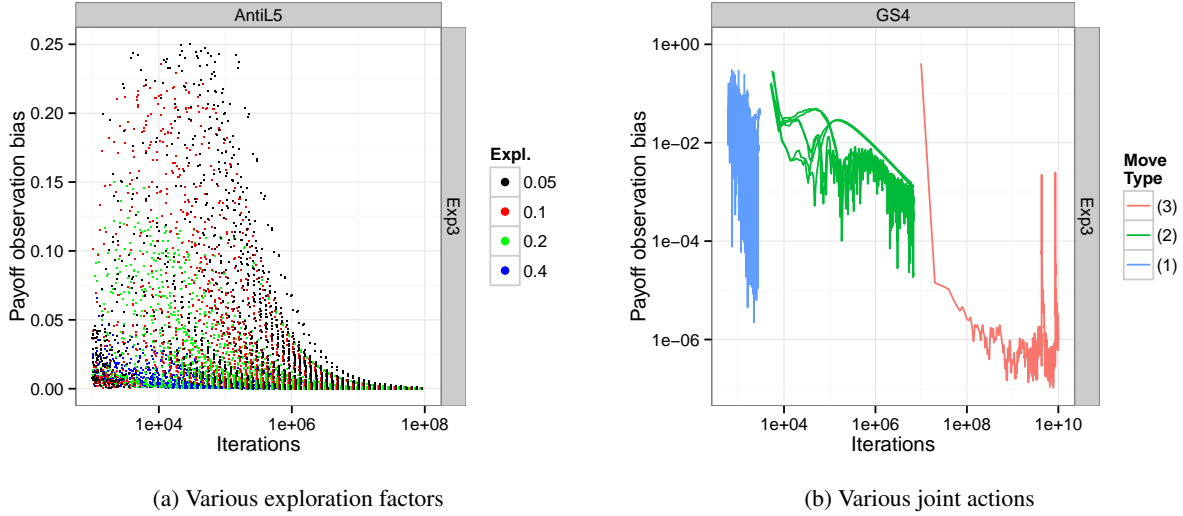 AntiL5
0.25
0.20
0.15
0.10
0.05
0.00
Payoff observation bias
1e+04
1e+06
1e+08
Iterations
Exp3
Expl.
0.05
0.1
0.2
0.4
(a) Various exploration factors
GS4
1e+00
1e−02
1e−04
1e−06
Payoff observation bias
1e+04
1e+06
1e+08
1e+10
Iterations
Exp3
Move
Type
(3)
(2)
(1)
(b) Various joint actions